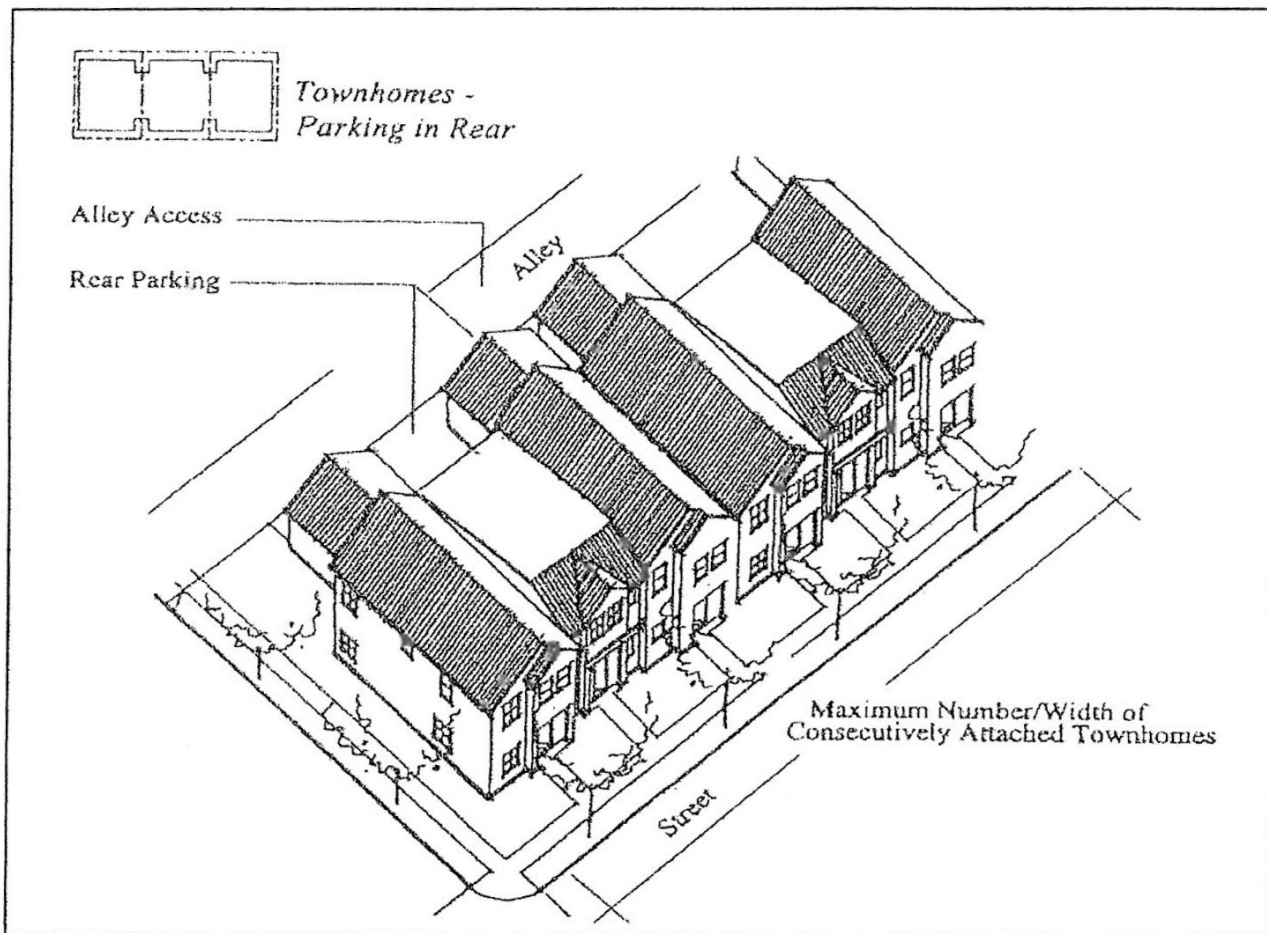 Townhomes -
Parking in Rear
Alley Access
Rear Parking
Alley
Maximum Number/Width of
Consecutively Attached Townhomes
Street